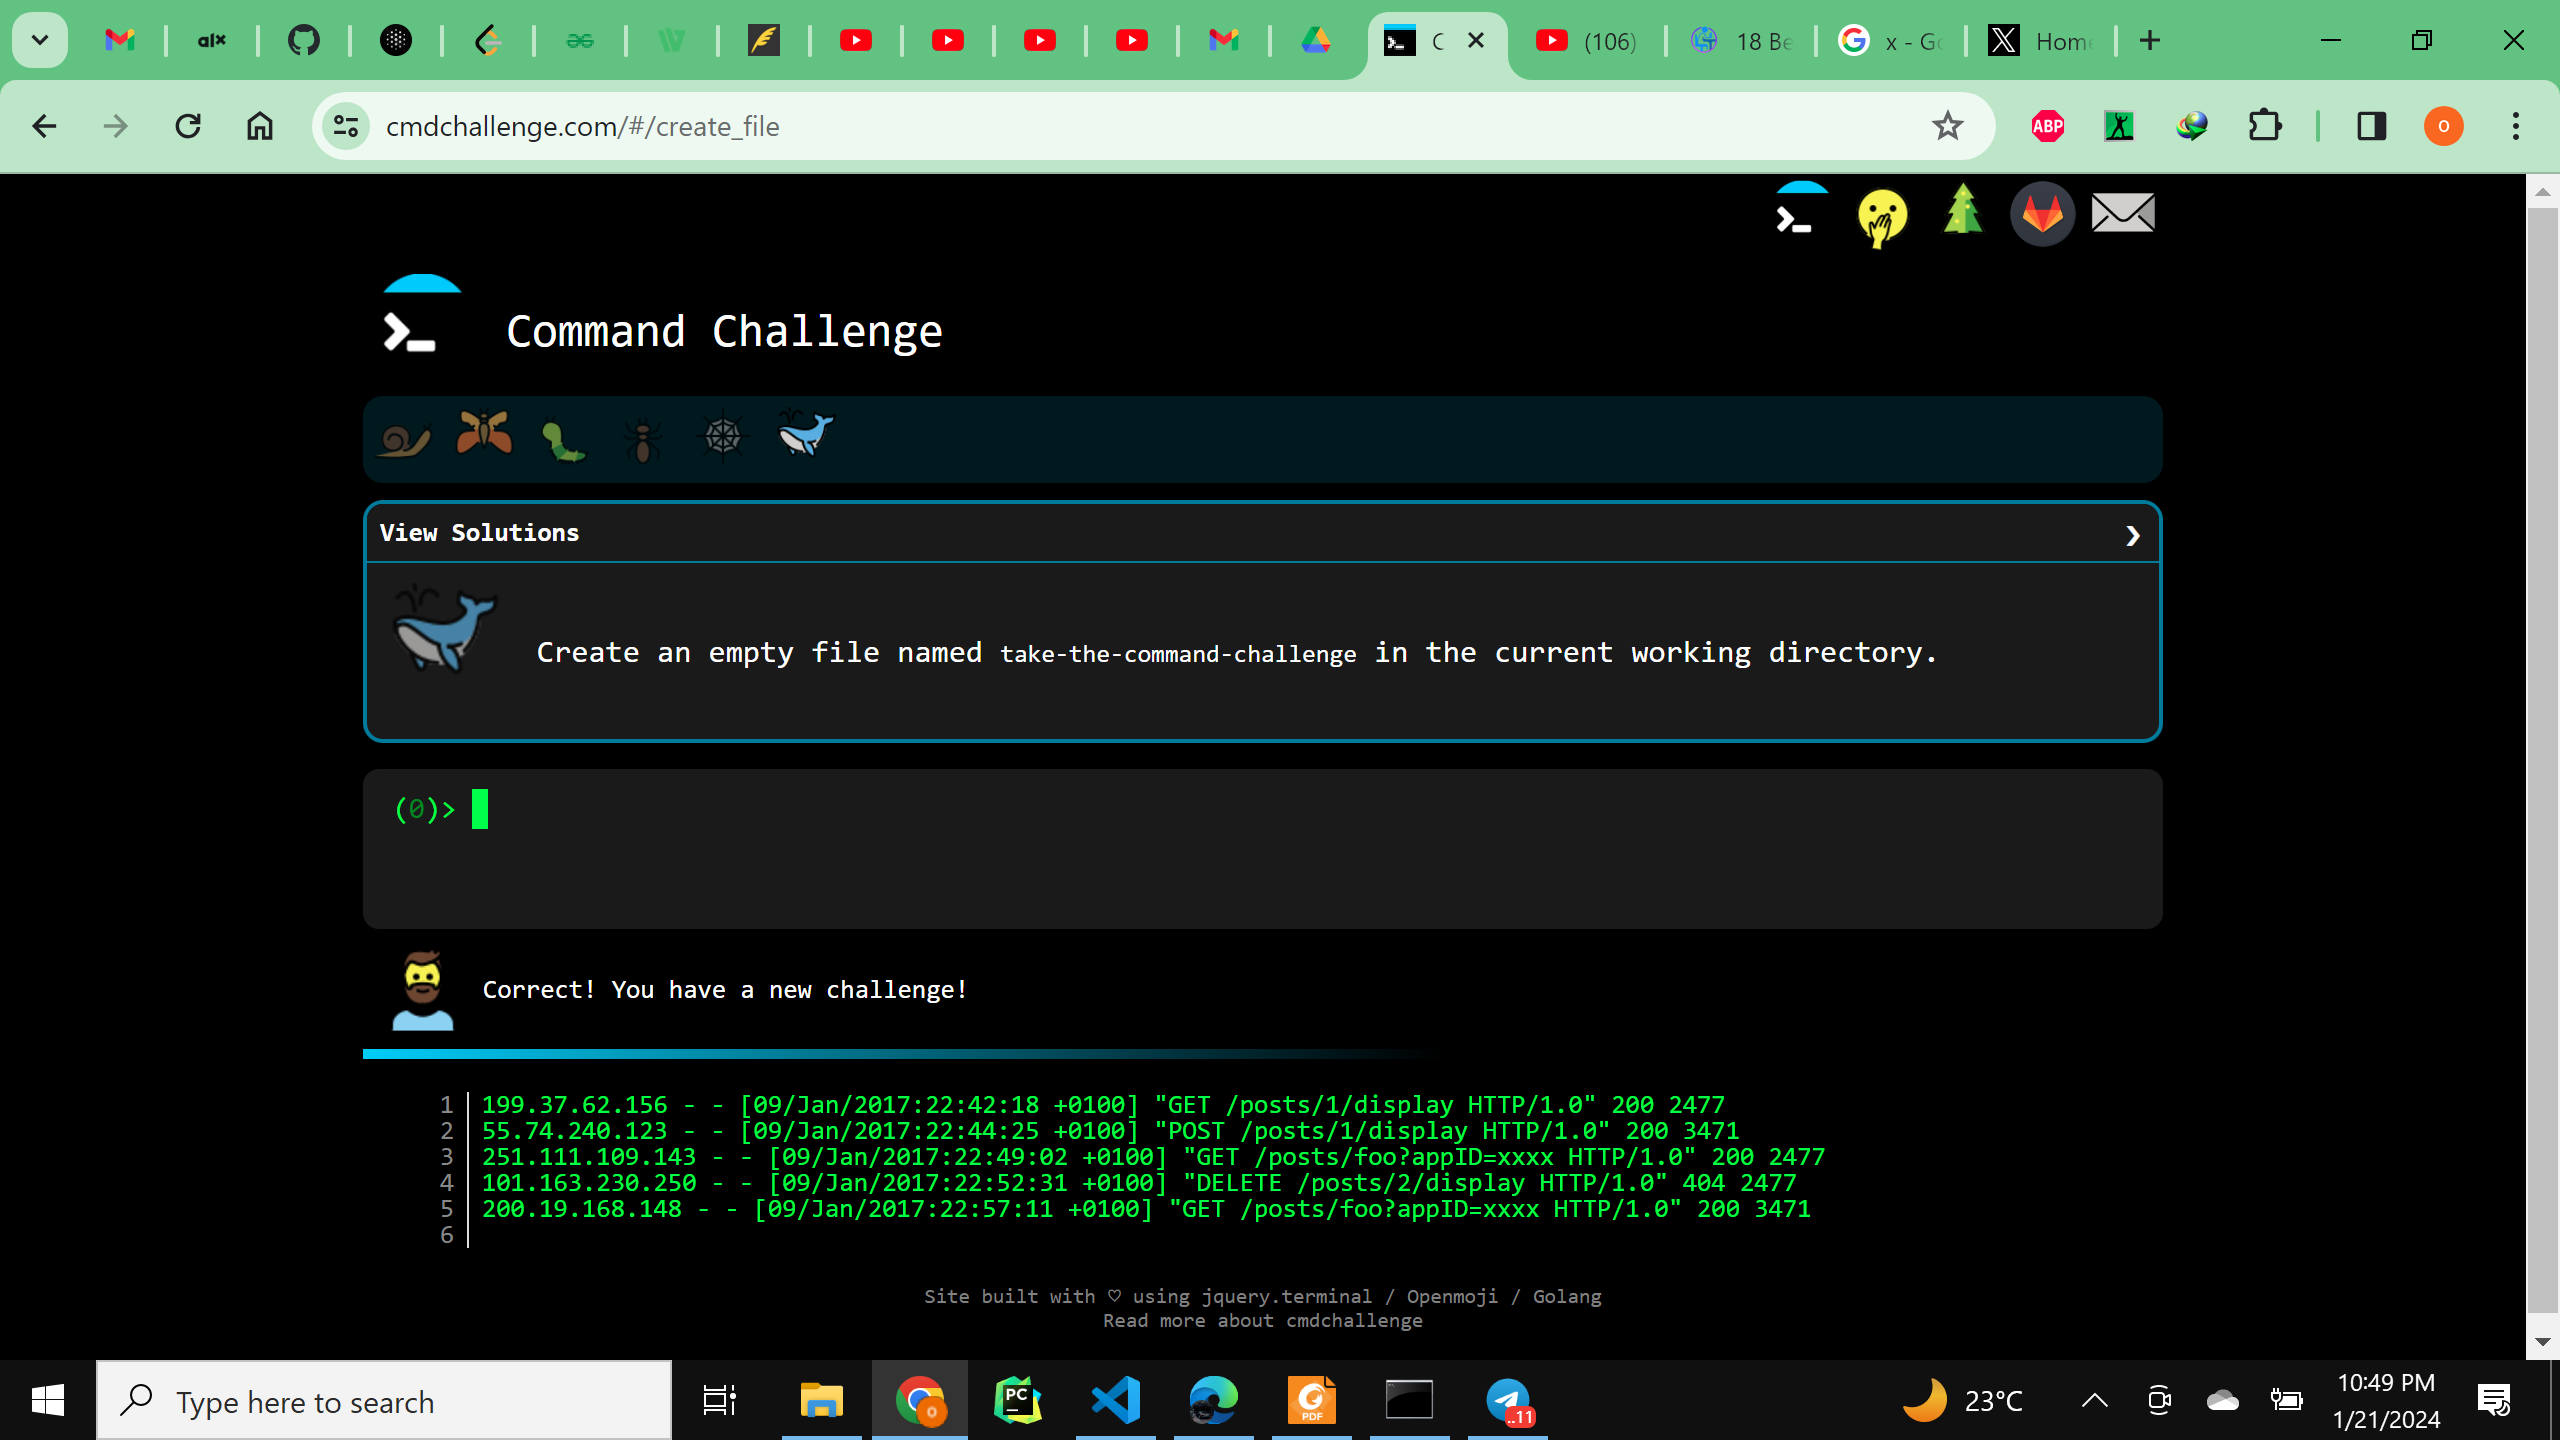 alx
C
(106)
18 Be
x - Go
Home
cmdchallenge.com/#/create_file
ABP
O
Command Challenge
View Solutions
Create an empty file named take-the-command-challenge in the current working directory.
(0)>
Correct! You have a new challenge!
1 199.37.62.156 - - [09/Jan/2017:22:42:18 +0100] "GET /posts/1/display HTTP/1.0" 200 2477
2 55.74.240.123 - - [09/Jan/2017:22:44:25 +0100] "POST /posts/1/display HTTP/1.0" 200 3471
3 251.111.109.143 - - [09/Jan/2017:22:49:02 +0100] "GET /posts/foo?appID=xxxx HTTP/1.0" 200 2477
4 101.163.230.250 - - [09/Jan/2017:22:52:31 +0100] "DELETE /posts/2/display HTTP/1.0" 404 2477
5 200.19.168.148 - - [09/Jan/2017:22:57:11 +0100] "GET /posts/foo?appID=xxxx HTTP/1.0" 200 3471
6
Site built with ♡ using jquery.terminal / Openmoji / Golang
Read more about cmdchallenge
Type here to search
PC
PDF
..11
23°C
10:49 PM
1/21/2024